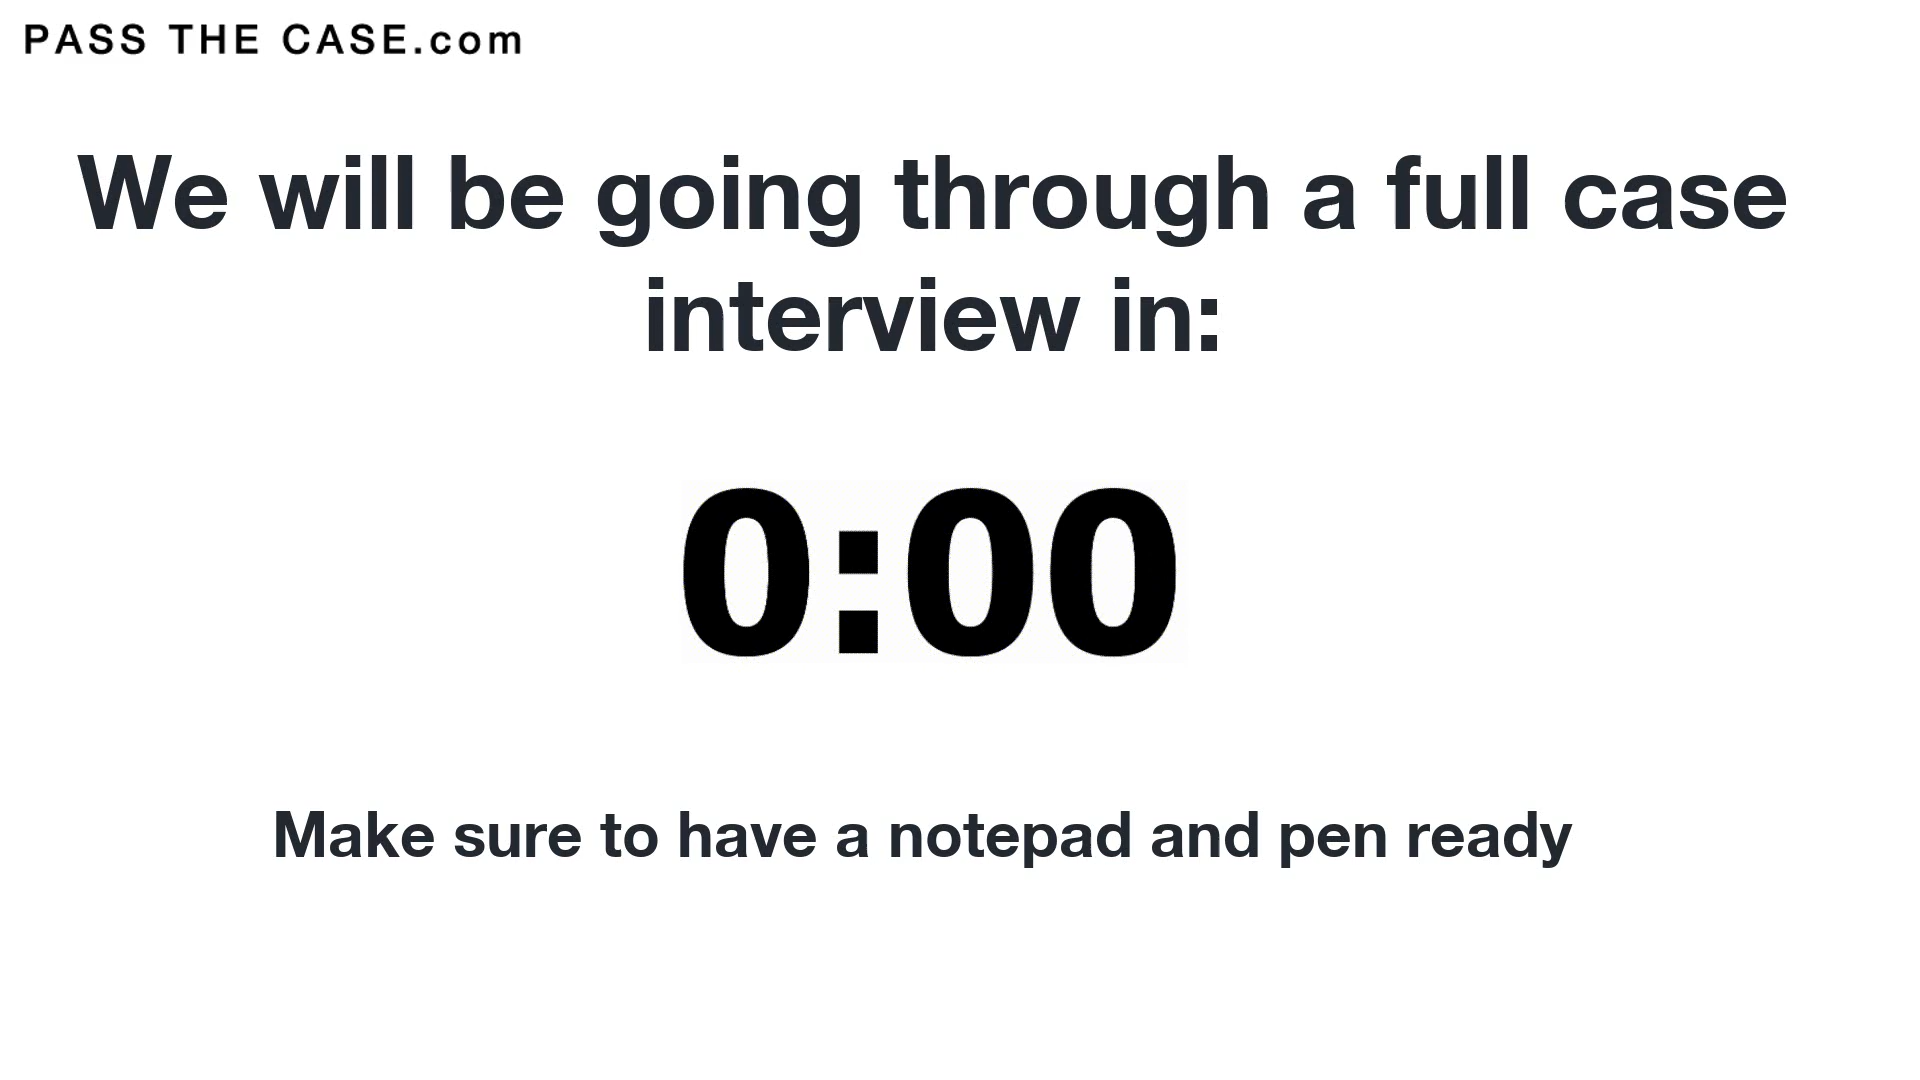 PASS THE CASE.com
We will be going through a full case
interview in:
0:00
Make sure to have a notepad and pen ready